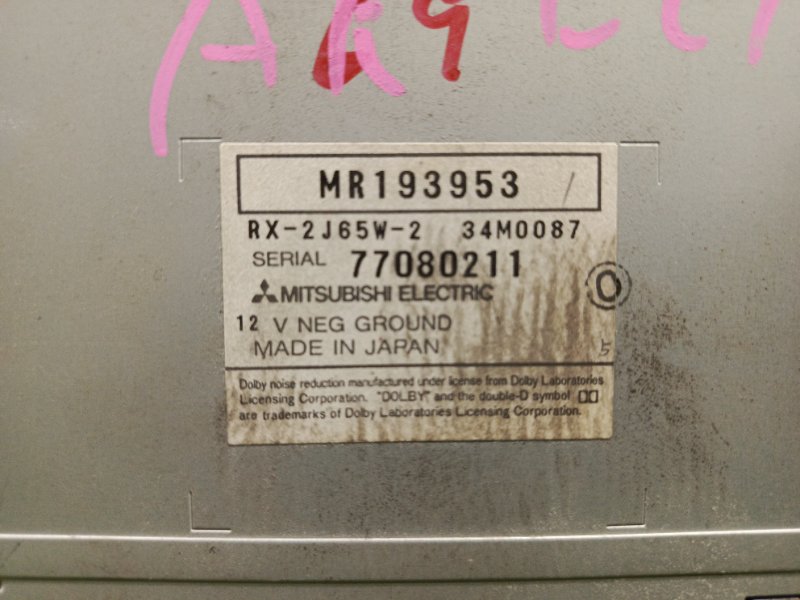 MR193953
RX-2J65W-2 34M0087
SERIAL 77080211
MITSUBISHI ELECTRIC
12 V NEG GROUND
MADE IN JAPAN 5
Dolby noise reduction manufactured under license from Dolby Laboratories
Licensing Corporation. "DOLBY" and the double-D symbol
are trademarks of Dolby Laboratories Licensing Corporation.